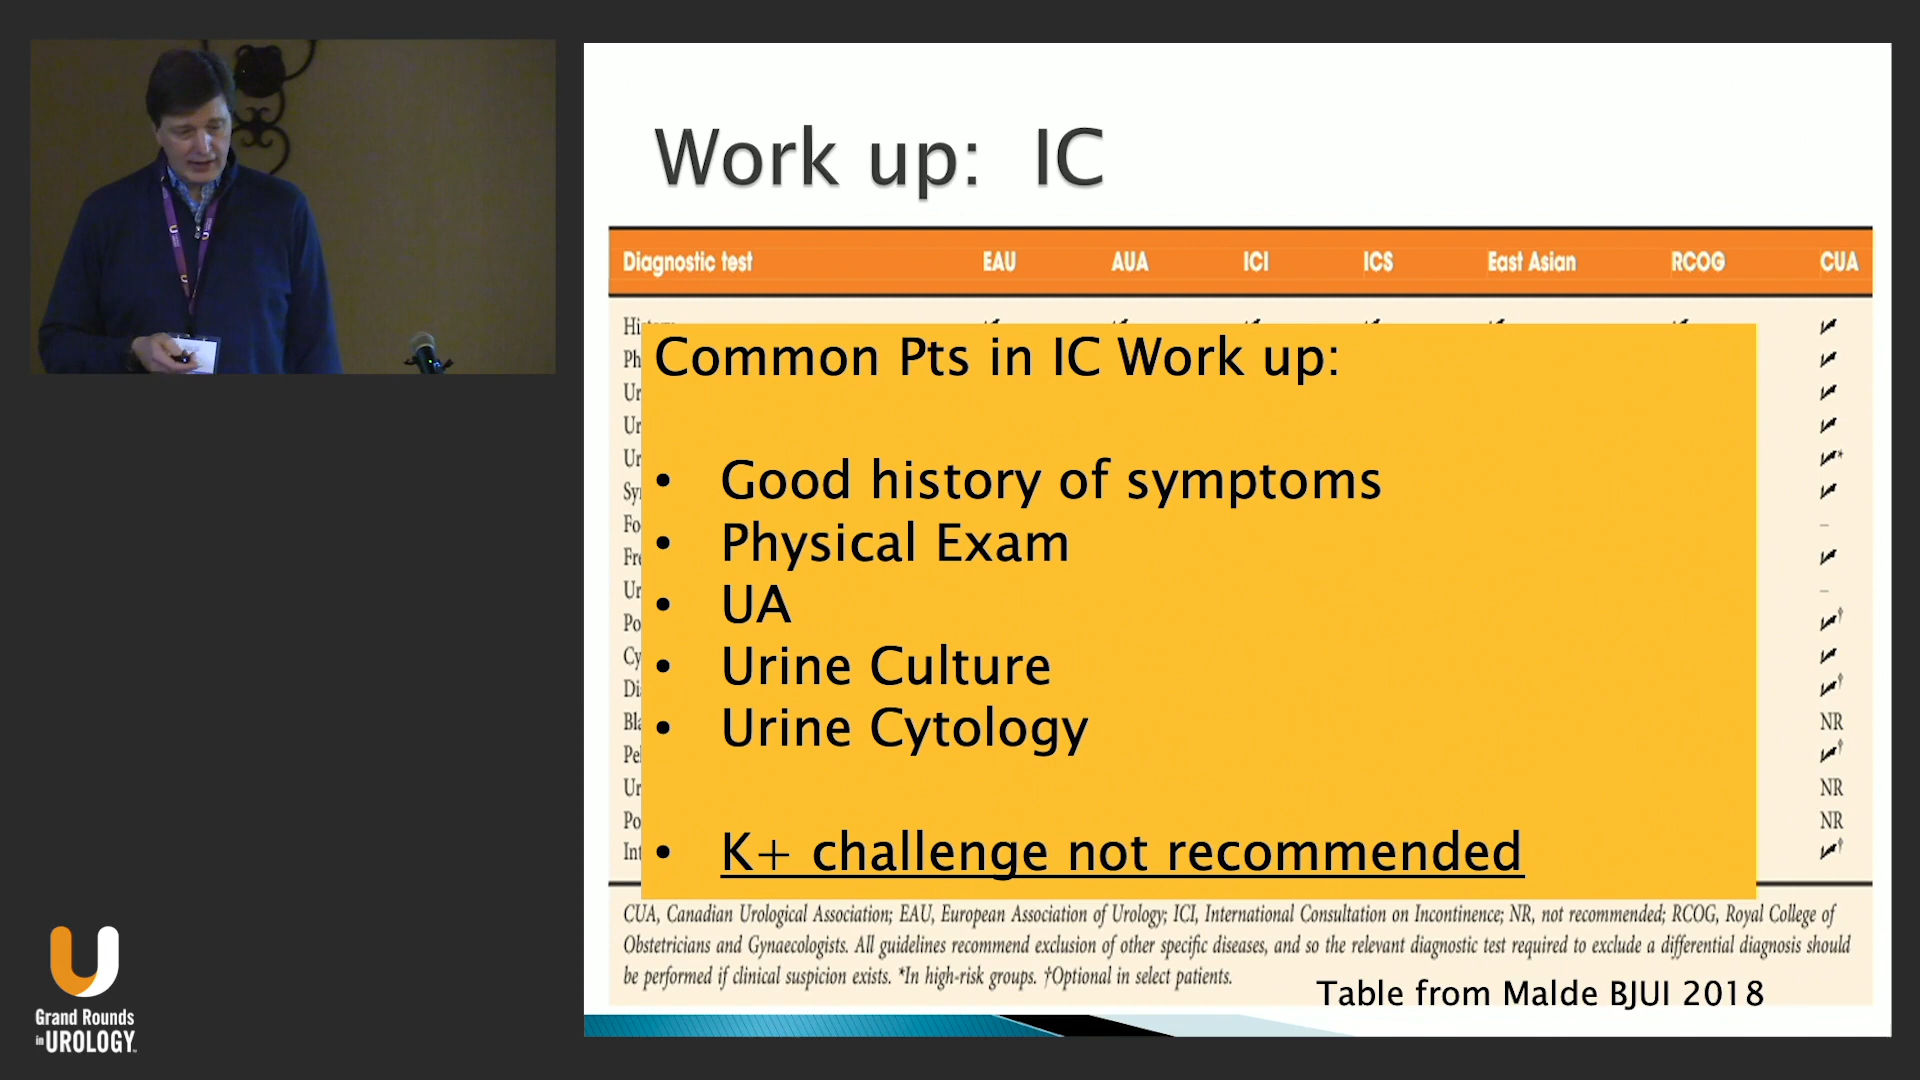 Work up: IC
Diagnostic test EAU AUA ICI ICS East Asian RCOG CUA
Common Pts in IC Work up:
• Good history of symptoms
• Physical Exam
• UA
• Urine Culture
• Urine Cytology
• K+ challenge not recommended
*
–
–
†
†
NR
†
NR
NR
†
CUA, Canadian Urological Association; EAU, European Association of Urology; ICI, International Consultation on Incontinence; NR, not recommended; RCOG, Royal College of
Obstetricians and Gynaecologists. All guidelines recommend exclusion of other specific diseases, and so the relevant diagnostic test required to exclude a differential diagnosis should
be performed if clinical suspicion exists. *In high-risk groups. †Optional in select patients.
Table from Malde BJUI 2018
Grand Rounds
in UROLOGY